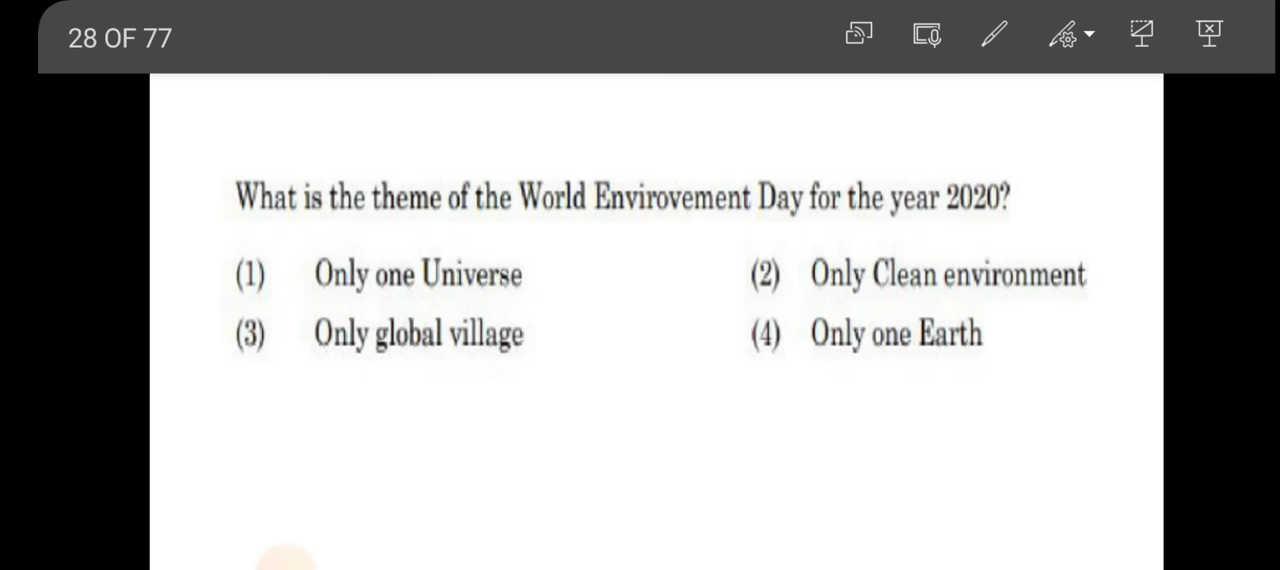 28 OF 77
What is the theme of the World Envirovement Day for the year 2020?
(1) Only one Universe (2) Only Clean environment
(3) Only global village (4) Only one Earth